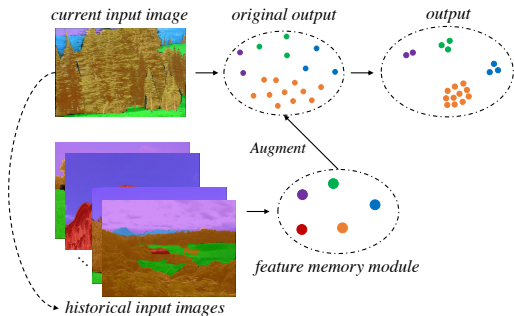 current input image
original output
output
Augment
feature memory module
historical input images